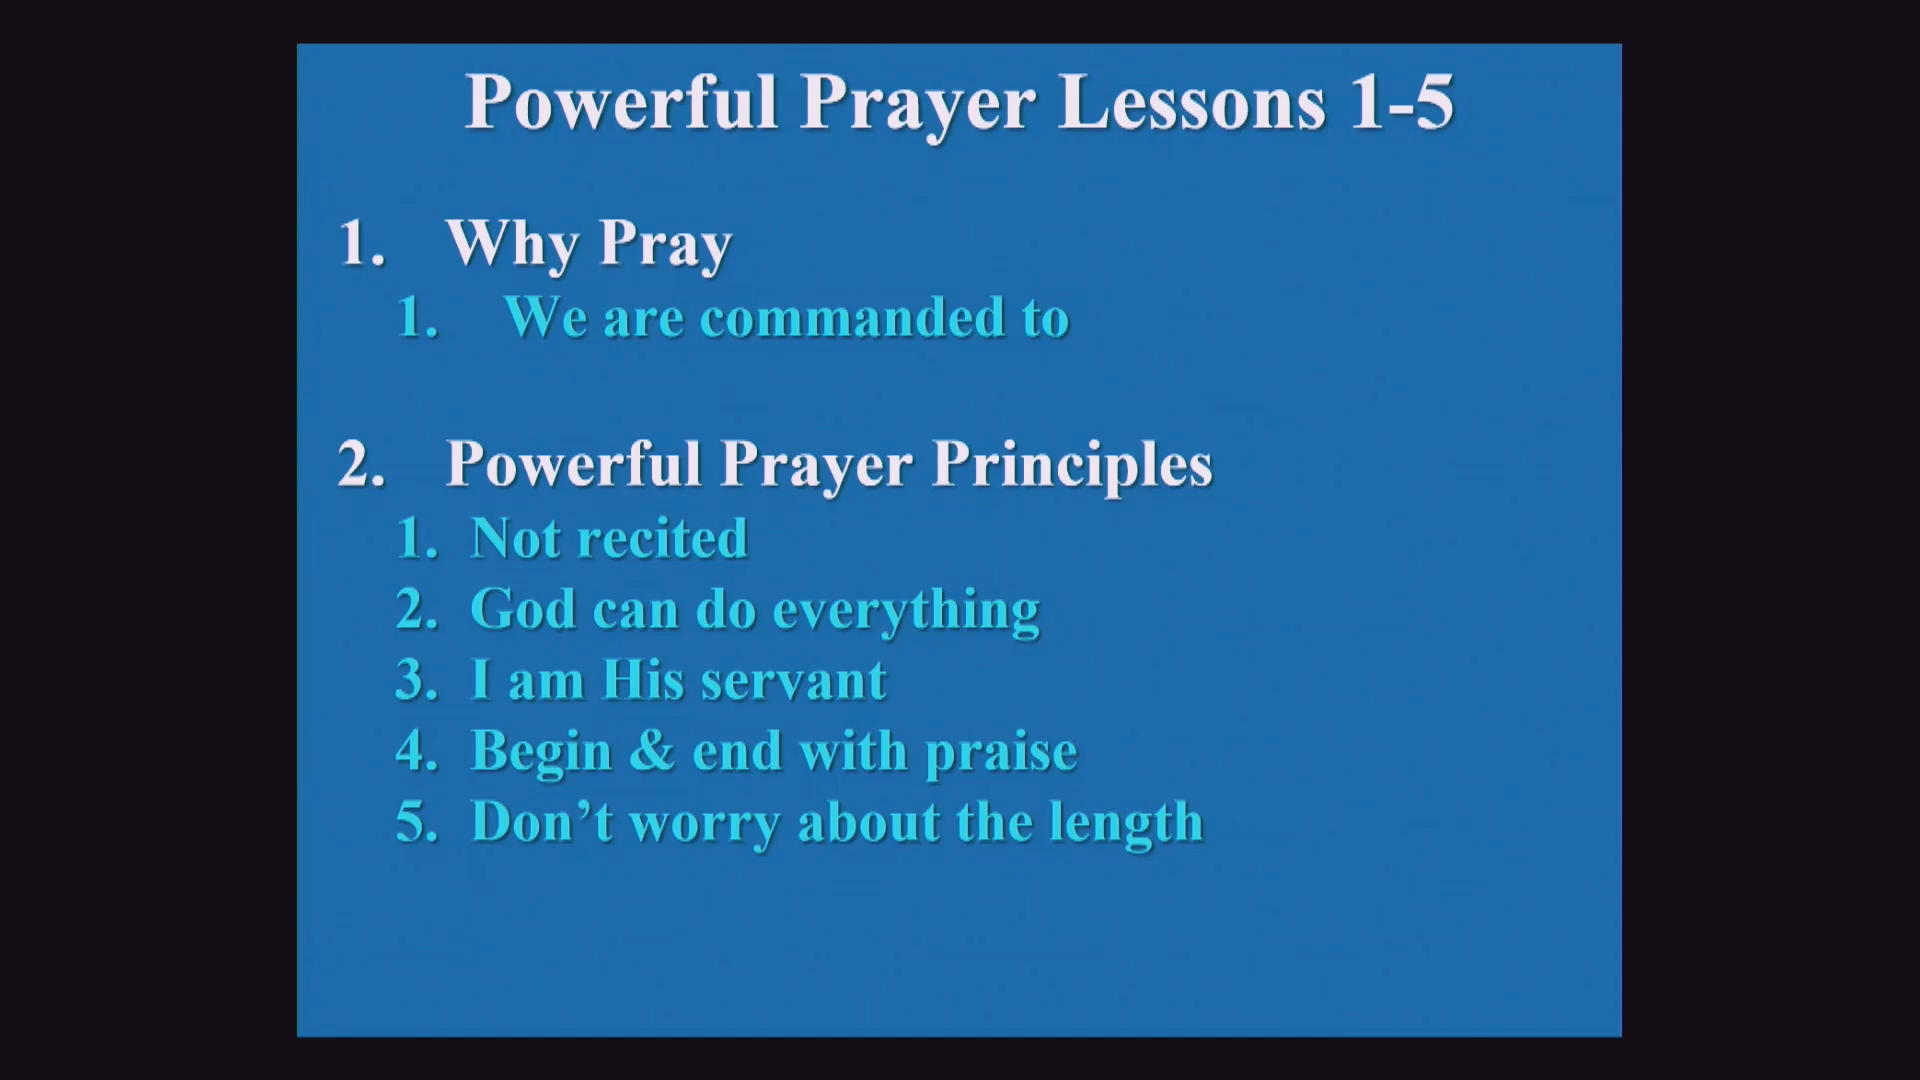 Powerful Prayer Lessons 1-5
1. Why Pray
1. We are commanded to
2. Powerful Prayer Principles
1. Not recited
2. God can do everything
3. I am His servant
4. Begin & end with praise
5. Don’t worry about the length